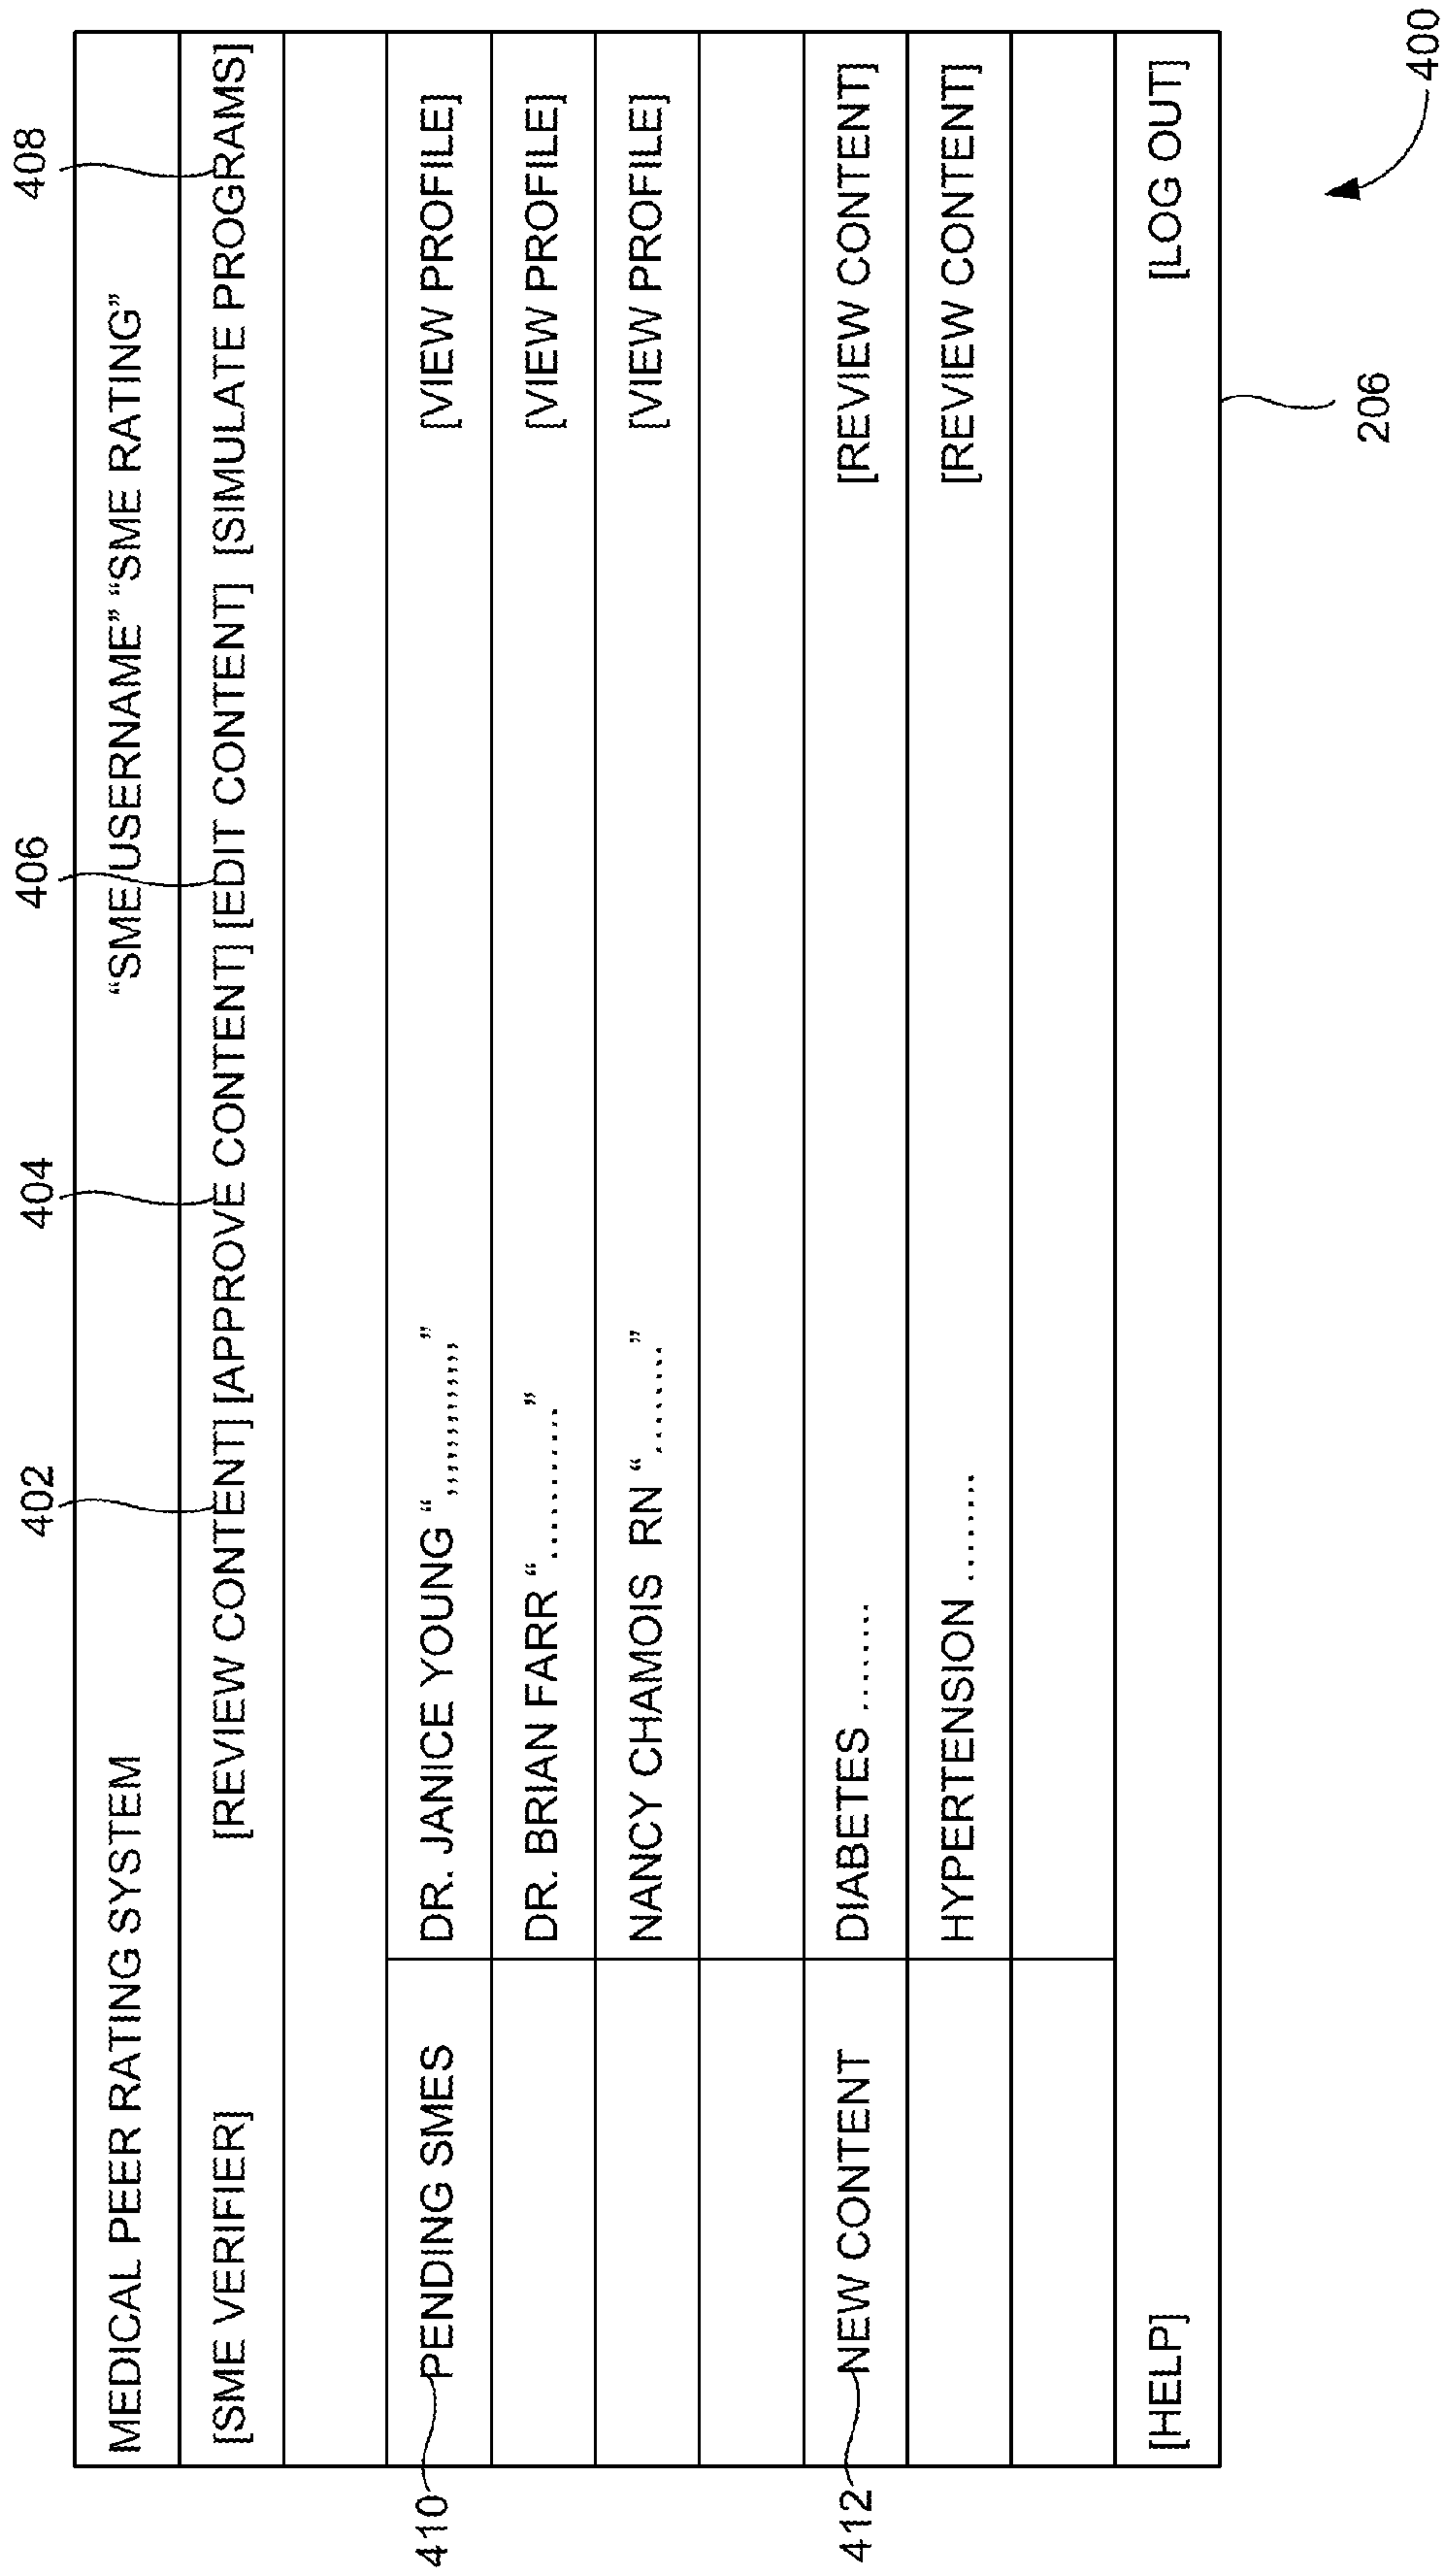 402 404 406 408
MEDICAL PEER RATING SYSTEM “SME USERNAME” “SME RATING”
[SME VERIFIER] [REVIEW CONTENT] [APPROVE CONTENT] [EDIT CONTENT] [SIMULATE PROGRAMS]
410 PENDING SMES DR. JANICE YOUNG “,,,,,,,,,,,,,” [VIEW PROFILE]
DR. BRIAN FARR “...........” [VIEW PROFILE]
NANCY CHAMOIS RN “........” [VIEW PROFILE]
412 NEW CONTENT DIABETES ........ [REVIEW CONTENT]
HYPERTENSION ........ [REVIEW CONTENT]
[HELP] [LOG OUT]
206
400